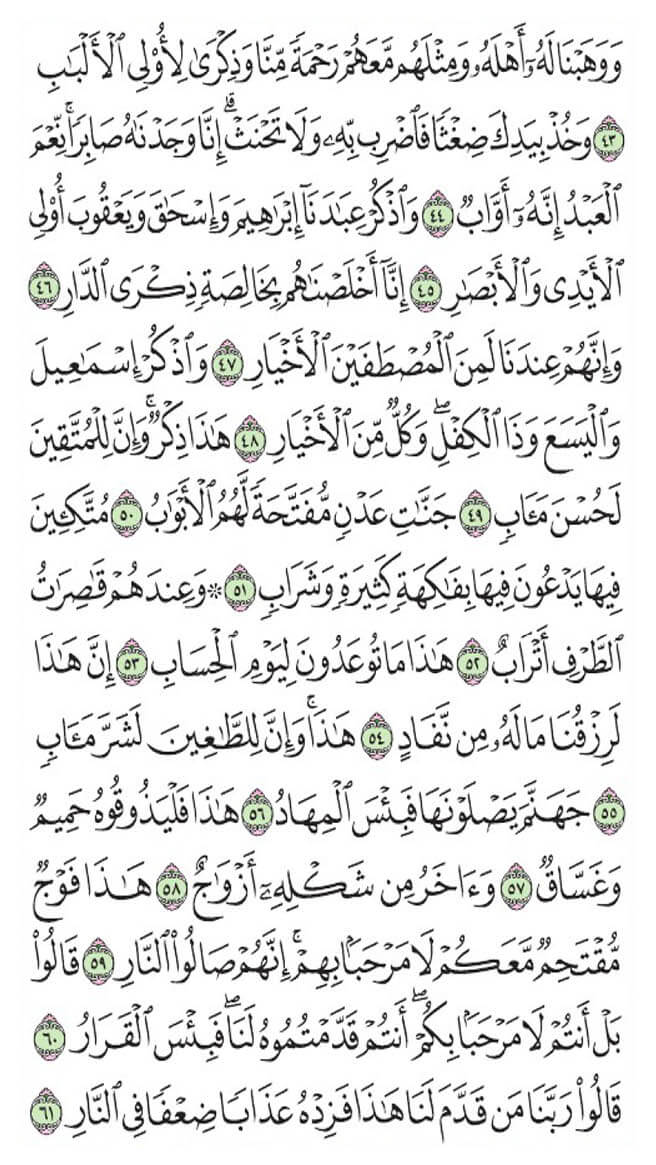 وَوَهَبْنَا لَهُۥٓ أَهْلَهُۥ وَمِثْلَهُم مَّعَهُمْ رَحْمَةً مِّنَّا وَذِكْرَىٰ لِأُو۟لِى ٱلْأَلْبَـٰبِ
٤٣ وَخُذْ بِيَدِكَ ضِغْثًا فَٱضْرِب بِّهِۦ وَلَا تَحْنَثْ ۗ إِنَّا وَجَدْنَـٰهُ صَابِرًا ۚ نِّعْمَ
ٱلْعَبْدُ ۖ إِنَّهُۥٓ أَوَّابٌ ٤٤ وَٱذْكُرْ عِبَـٰدَنَآ إِبْرَٰهِيمَ وَإِسْحَـٰقَ وَيَعْقُوبَ أُو۟لِى
ٱلْأَيْدِى وَٱلْأَبْصَـٰرِ ٤٥ إِنَّآ أَخْلَصْنَـٰهُم بِخَالِصَةٍ ذِكْرَى ٱلدَّارِ ٤٦
وَإِنَّهُمْ عِندَنَا لَمِنَ ٱلْمُصْطَفَيْنَ ٱلْأَخْيَارِ ٤٧ وَٱذْكُرْ إِسْمَـٰعِيلَ
وَٱلْيَسَعَ وَذَا ٱلْكِفْلِ ۖ وَكُلٌّ مِّنَ ٱلْأَخْيَارِ ٤٨ هَـٰذَا ذِكْرٌ ۚ وَإِنَّ لِلْمُتَّقِينَ
لَحُسْنَ مَـَٔابٍ ٤٩ جَنَّـٰتِ عَدْنٍ مُّفَتَّحَةً لَّهُمُ ٱلْأَبْوَٰبُ ٥٠ مُتَّكِـِٔينَ
فِيهَا يَدْعُونَ فِيهَا بِفَـٰكِهَةٍ كَثِيرَةٍ وَشَرَابٍ ٥١ ۞ وَعِندَهُمْ قَـٰصِرَٰتُ
ٱلطَّرْفِ أَتْرَابٌ ٥٢ هَـٰذَا مَا تُوعَدُونَ لِيَوْمِ ٱلْحِسَابِ ٥٣ إِنَّ هَـٰذَا
لَرِزْقُنَا مَا لَهُۥ مِن نَّفَادٍ ٥٤ هَـٰذَا ۚ وَإِنَّ لِلطَّـٰغِينَ لَشَرَّ مَـَٔابٍ
٥٥ جَهَنَّمَ يَصْلَوْنَهَا فَبِئْسَ ٱلْمِهَادُ ٥٦ هَـٰذَا فَلْيَذُوقُوهُ حَمِيمٌ
وَغَسَّاقٌ ٥٧ وَءَاخَرُ مِن شَكْلِهِۦٓ أَزْوَٰجٌ ٥٨ هَـٰذَا فَوْجٌ
مُّقْتَحِمٌ مَّعَكُمْ ۖ لَا مَرْحَبًۢا بِهِمْ ۚ إِنَّهُمْ صَالُوا۟ ٱلنَّارِ ٥٩ قَالُوا۟
بَلْ أَنتُمْ لَا مَرْحَبًۢا بِكُمْ ۖ أَنتُمْ قَدَّمْتُمُوهُ لَنَا ۖ فَبِئْسَ ٱلْقَرَارُ ٦٠
قَالُوا۟ رَبَّنَا مَن قَدَّمَ لَنَا هَـٰذَا فَزِدْهُ عَذَابًا ضِعْفًا فِى ٱلنَّارِ ٦١